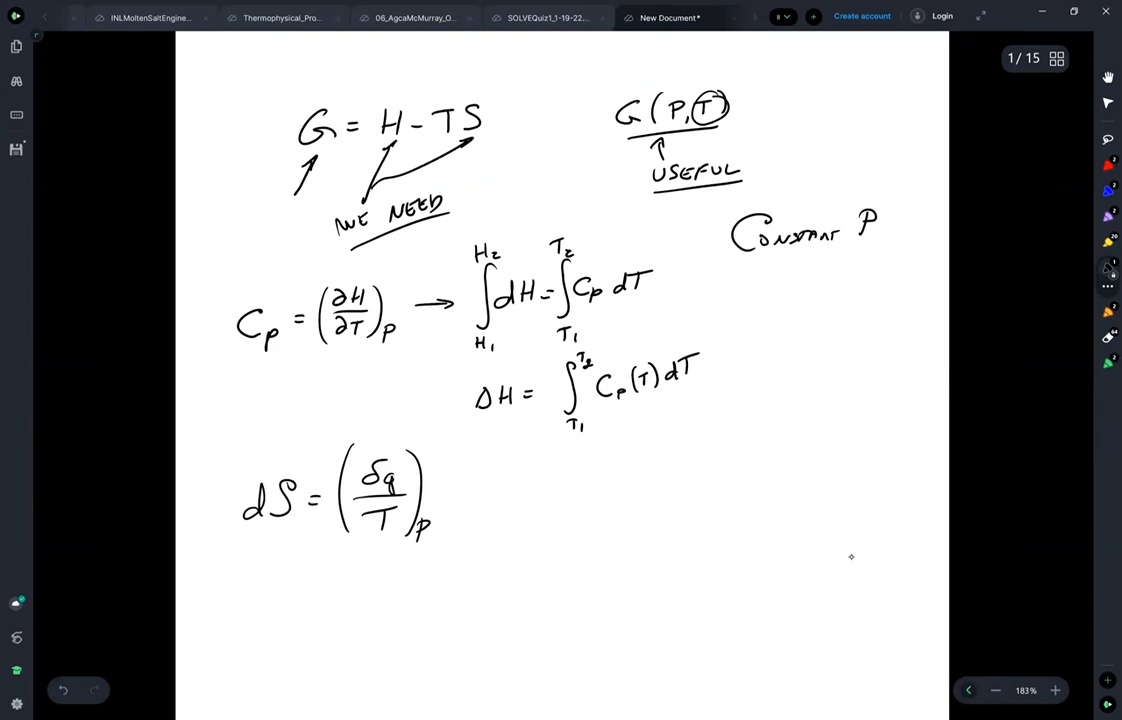 INLMoltenSaltEngine...
Thermophysical_Pro...
06_AgcaMcMurray_O...
SOLVEQuiz1_1-19-22....
New Document*
8
Create account
Login
1 / 15
G = H - TS
G(P,T)
USEFUL
WE NEED
CONSTANT P
Cp = (∂H/∂T)P → ∫H1^H2 dH = ∫T1^T2 Cp dT
ΔH = ∫T1^T2 Cp(T) dT
dS = (δq/T)P
183%